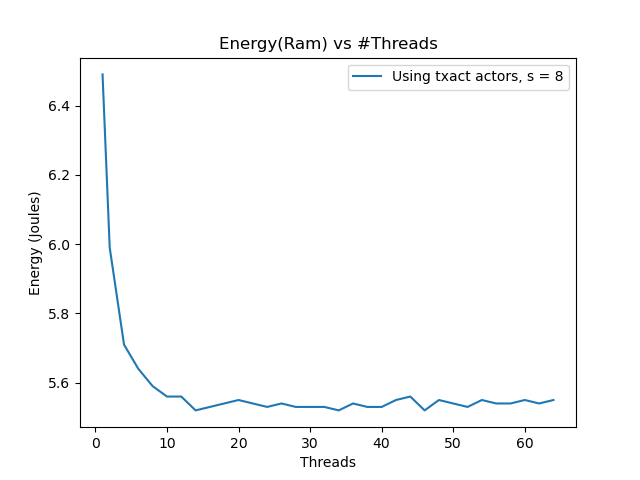 Energy(Ram) vs #Threads
Using txact actors, s = 8
Energy (Joules)
6.4
6.2
6.0
5.8
5.6
0 10 20 30 40 50 60
Threads